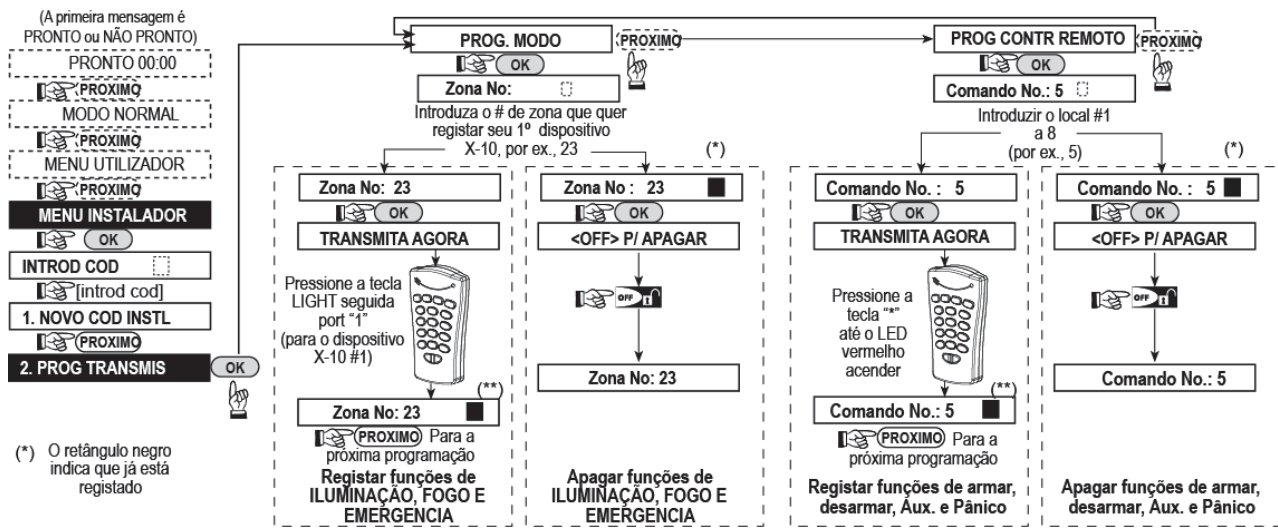 (A primeira mensagem é
PRONTO ou NÃO PRONTO)
PRONTO 00:00
PROXIMO
MODO NORMAL
PROXIMO
MENU UTILIZADOR
PROXIMO
MENU INSTALADOR
OK
INTROD COD
[introd cod]
1. NOVO COD INSTL
PROXIMO
2. PROG TRANSMIS
OK
(*) O retângulo negro
indica que já está
registado
PROG. MODO
PROXIMO
OK
Zona No:
Introduza o # de zona que quer
registar seu 1º dispositivo
X-10, por ex., 23
Zona No: 23
OK
TRANSMITA AGORA
Pressione a tecla
LIGHT seguida
port “1”
(para o dispositivo
X-10 #1)
(**)
Zona No: 23
PROXIMO Para a
próxima programação
Registar funções de
ILUMINAÇÃO, FOGO E
EMERGENCIA
(*)
Zona No : 23
OK
<OFF> P/ APAGAR
OFF
Zona No: 23
Apagar funções de
ILUMINAÇÃO, FOGO E
EMERGENCIA
PROG CONTR REMOTO
PROXIMO
OK
Comando No.: 5
Introduzir o local #1
a 8
(por ex., 5)
Comando No. : 5
OK
TRANSMITA AGORA
Pressione a
tecla “*”
até o LED
vermelho
acender
(**)
Comando No.: 5
PROXIMO Para a
próxima programação
Registar funções de armar,
desarmar, Aux. e Pânico
(*)
Comando No. : 5
OK
<OFF> P/ APAGAR
OFF
Comando No.: 5
Apagar funções de armar,
desarmar, Aux. e Pânico